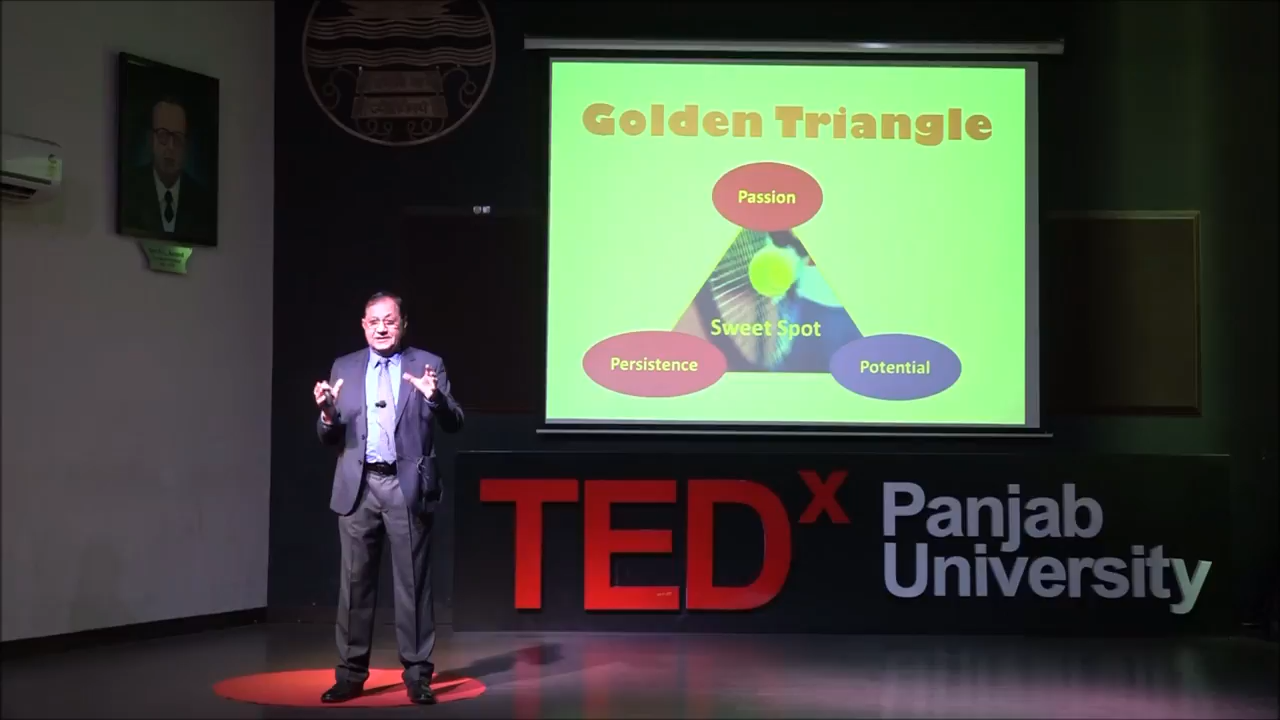 Golden Triangle
Passion
Sweet Spot
Persistence
Potential
TEDx
Panjab
University